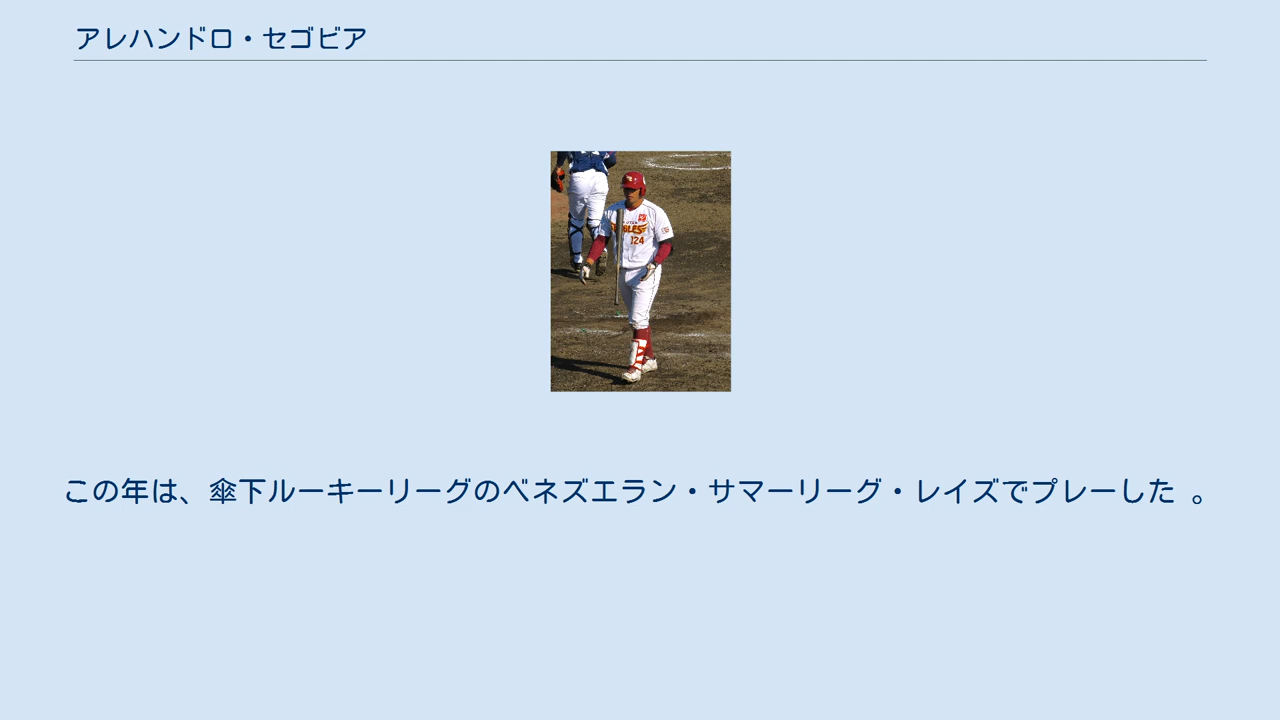 アレハンドロ・セゴビア
124
この年は、傘下ルーキーリーグのベネズエラン・サマーリーグ・レイズでプレーした 。